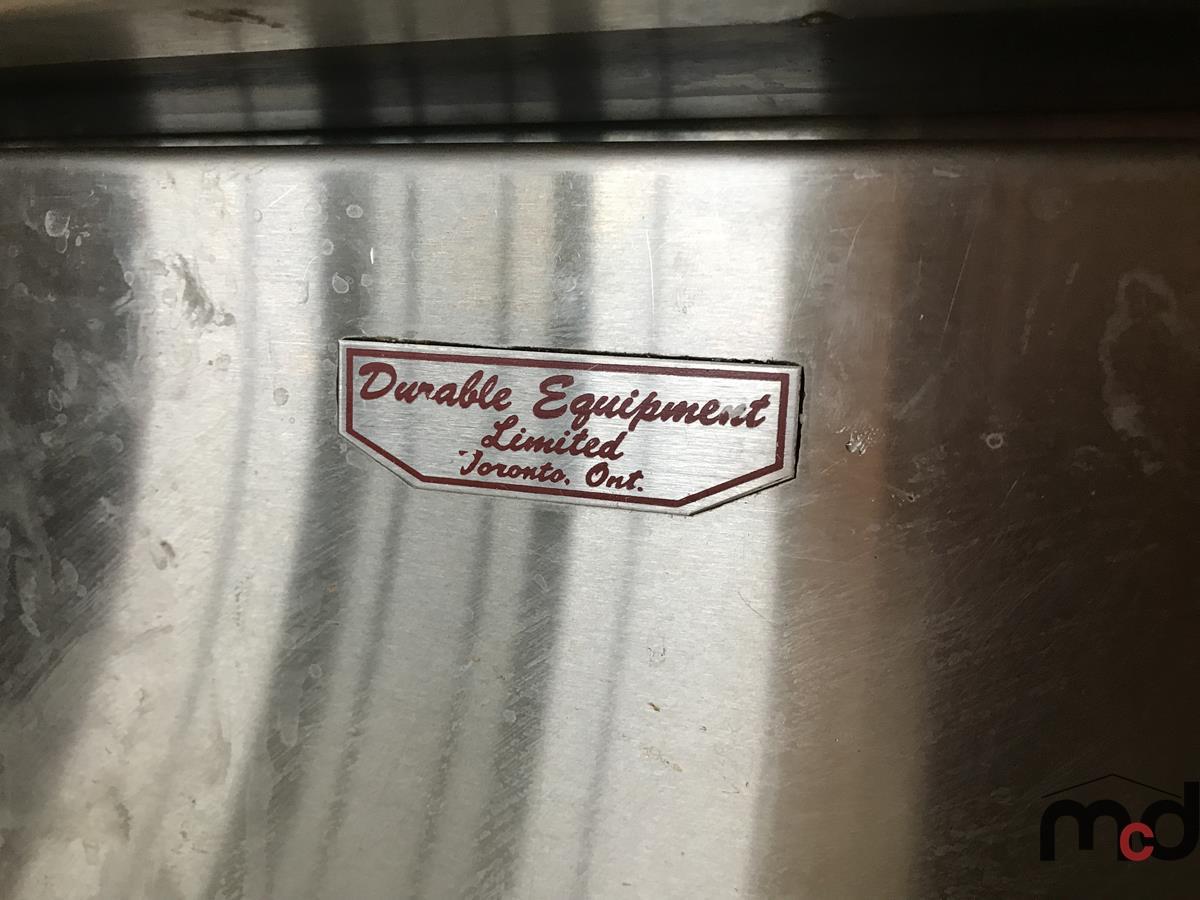 Durable Equipment
Limited
Toronto. Ont.
mcd